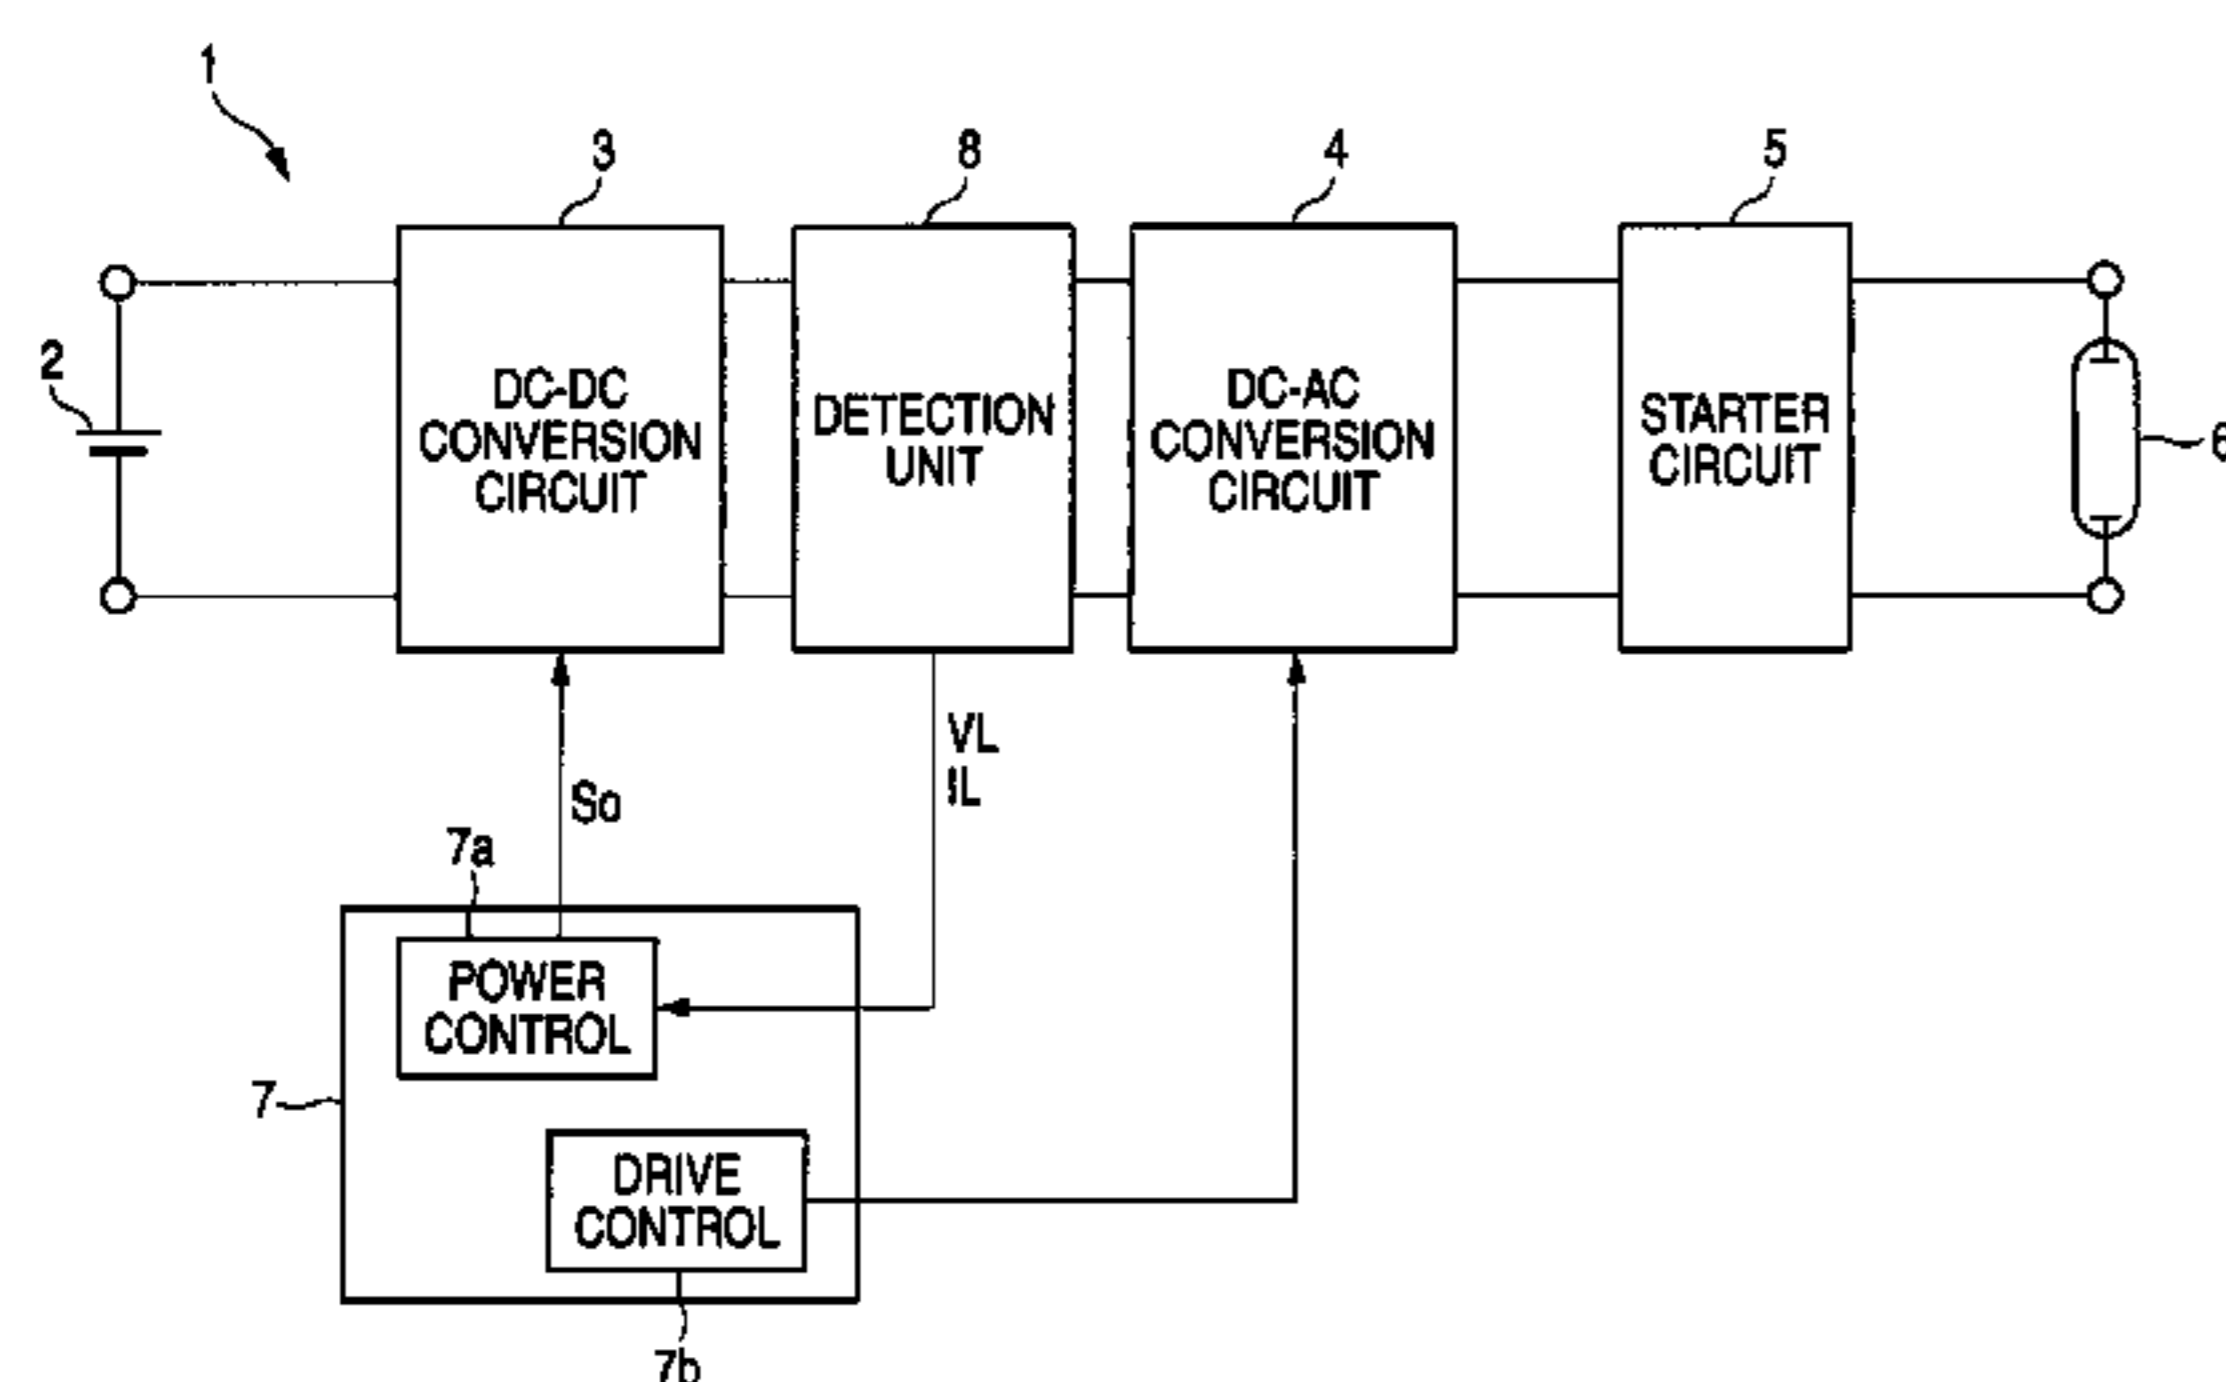 1
3
8
4
5
2
DC-DC
CONVERSION
CIRCUIT
DETECTION
UNIT
DC-AC
CONVERSION
CIRCUIT
STARTER
CIRCUIT
6
VL
IL
So
7a
POWER
CONTROL
7
DRIVE
CONTROL
7b